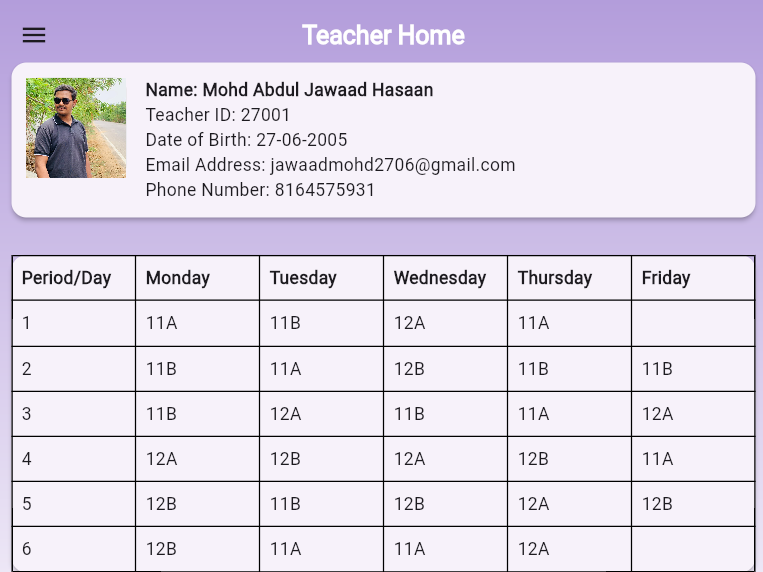 Teacher Home
Name: Mohd Abdul Jawaad Hasaan
Teacher ID: 27001
Date of Birth: 27-06-2005
Email Address: jawaadmohd2706@gmail.com
Phone Number: 8164575931
Period/Day Monday Tuesday Wednesday Thursday Friday
1 11A 11B 12A 11A
2 11B 11A 12B 11B 11B
3 11B 12A 11B 11A 12A
4 12A 12B 12A 12B 11A
5 12B 11B 12B 12A 12B
6 12B 11A 11A 12A